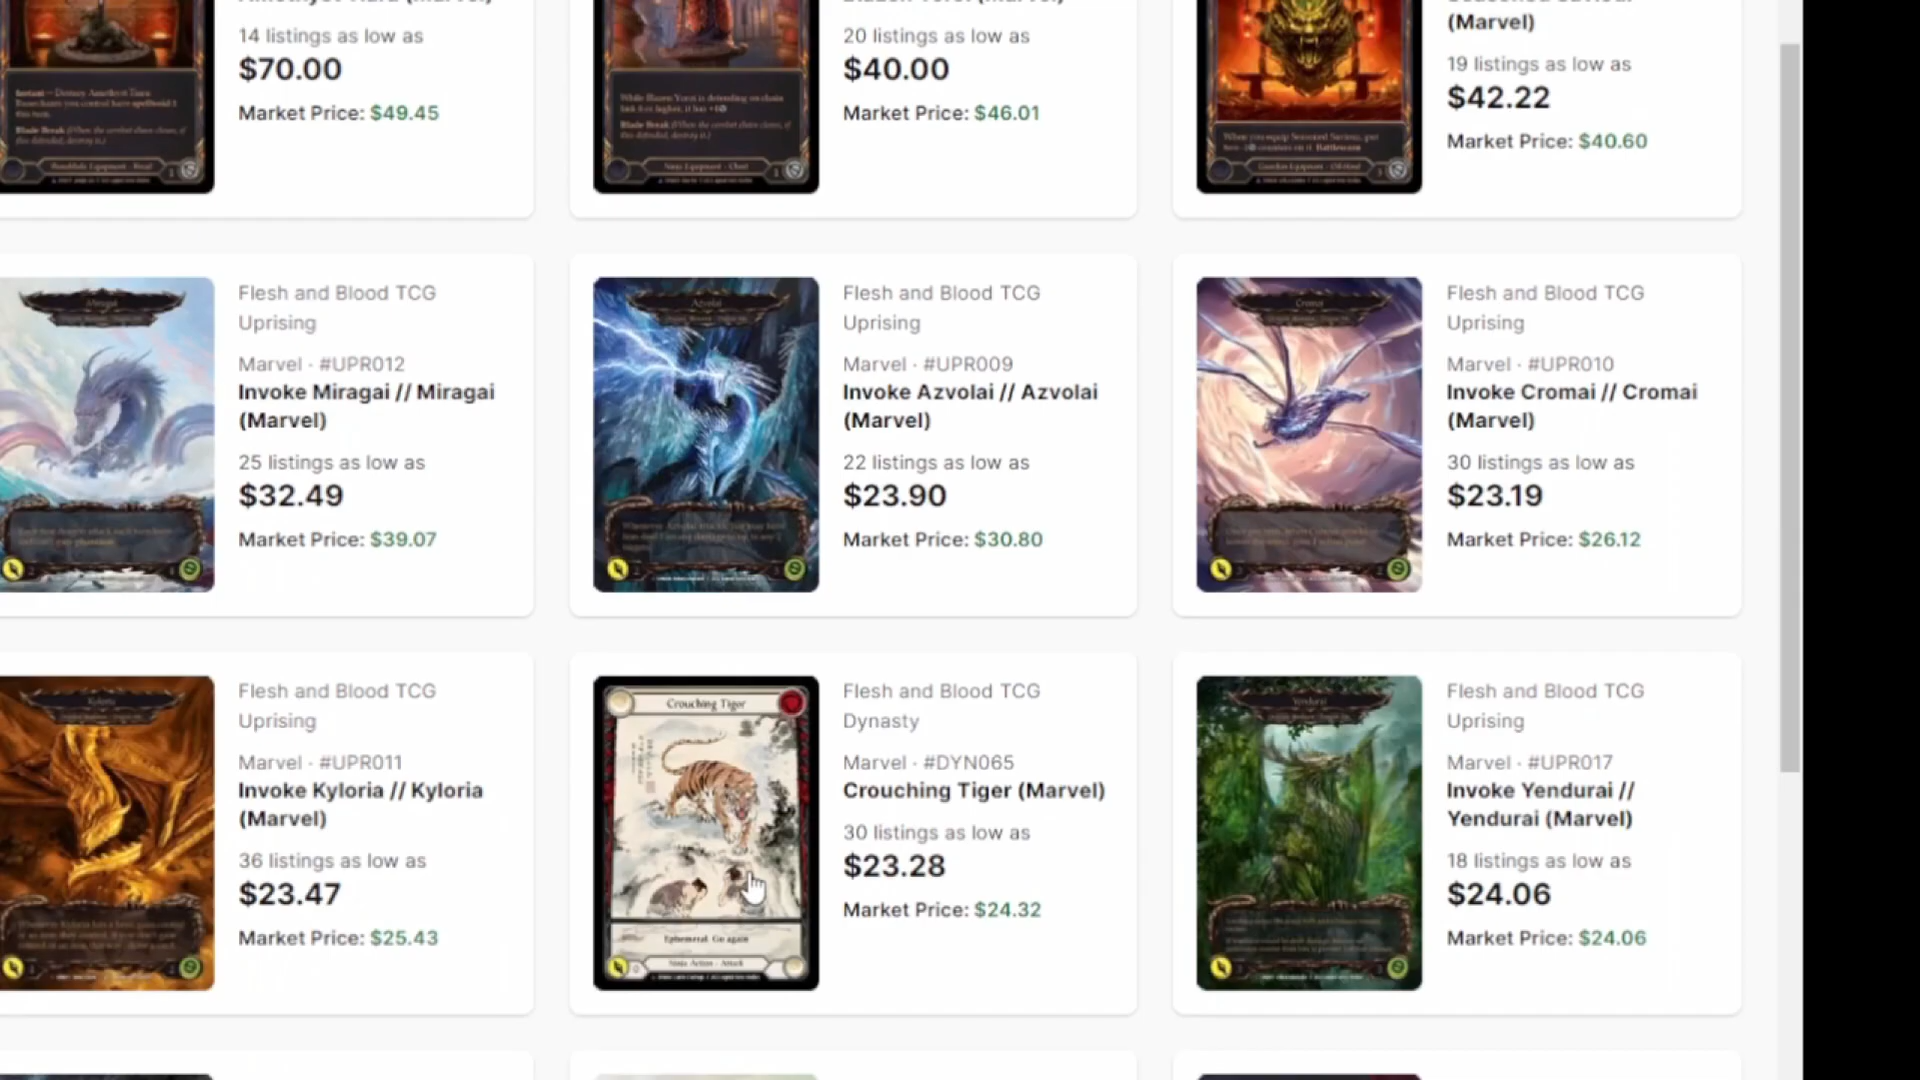 14 listings as low as
$70.00
Market Price: $49.45
20 listings as low as
$40.00
Market Price: $46.01
(Marvel)
19 listings as low as
$42.22
Market Price: $40.60
Miragai
Flesh and Blood TCG
Uprising
Marvel · #UPR012
Invoke Miragai // Miragai
(Marvel)
25 listings as low as
$32.49
Market Price: $39.07
Azvolai
Flesh and Blood TCG
Uprising
Marvel · #UPR009
Invoke Azvolai // Azvolai
(Marvel)
22 listings as low as
$23.90
Market Price: $30.80
Cromai
Flesh and Blood TCG
Uprising
Marvel · #UPR010
Invoke Cromai // Cromai
(Marvel)
30 listings as low as
$23.19
Market Price: $26.12
Kyloria
Flesh and Blood TCG
Uprising
Marvel · #UPR011
Invoke Kyloria // Kyloria
(Marvel)
36 listings as low as
$23.47
Market Price: $25.43
Crouching Tiger
Ephemeral Go again
Ninja Action - Attack
Flesh and Blood TCG
Dynasty
Marvel · #DYN065
Crouching Tiger (Marvel)
30 listings as low as
$23.28
Market Price: $24.32
Yendurai
Flesh and Blood TCG
Uprising
Marvel · #UPR017
Invoke Yendurai //
Yendurai (Marvel)
18 listings as low as
$24.06
Market Price: $24.06